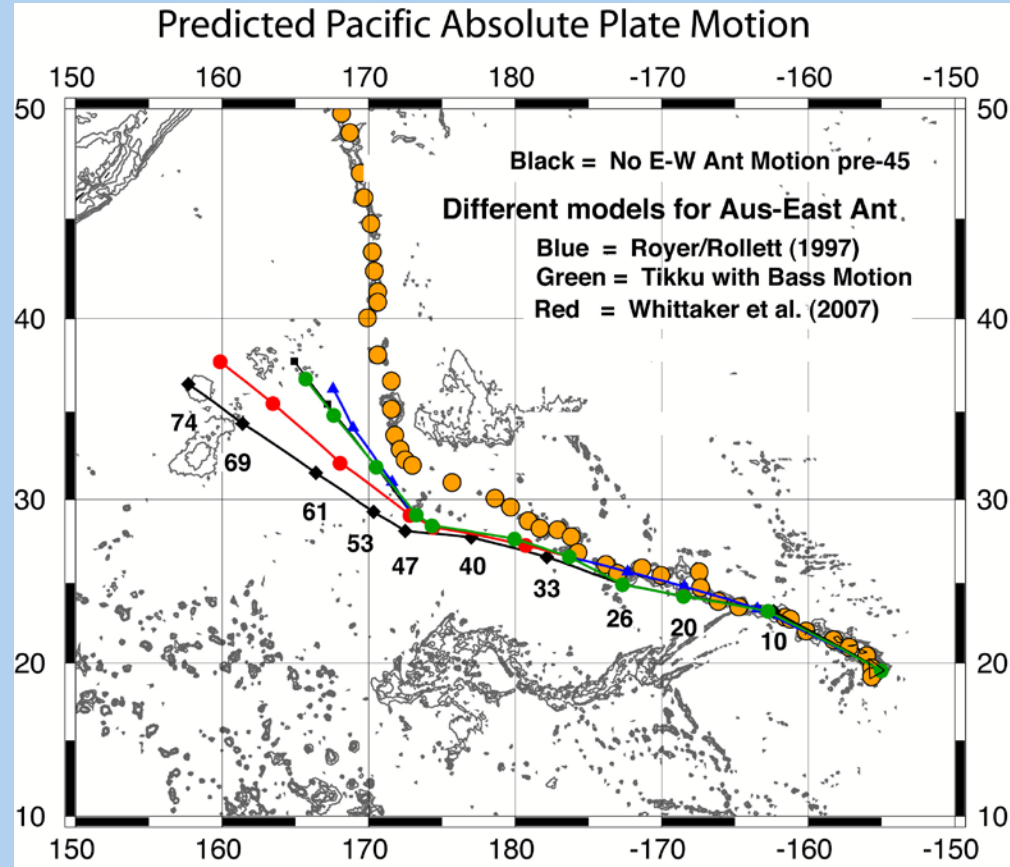 Predicted Pacific Absolute Plate Motion
150 160 170 180 -170 -160 -150
50 50
Black = No E-W Ant Motion pre-45
Different models for Aus-East Ant.
Blue = Royer/Rollett (1997)
Green = Tikku with Bass Motion
Red = Whittaker et al. (2007)
40 40
74
69
30 30
61
53
47
40
33
26
20
10
20 20
10 10
150 160 170 180 -170 -160 -150